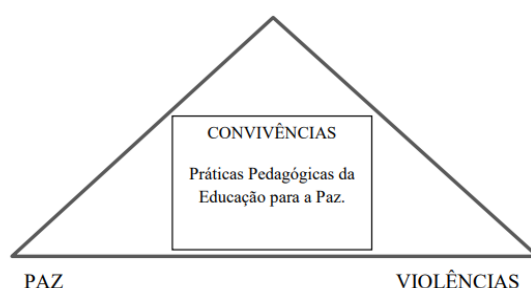 CONVIVÊNCIAS
Práticas Pedagógicas da
Educação para a Paz.
PAZ
VIOLÊNCIAS